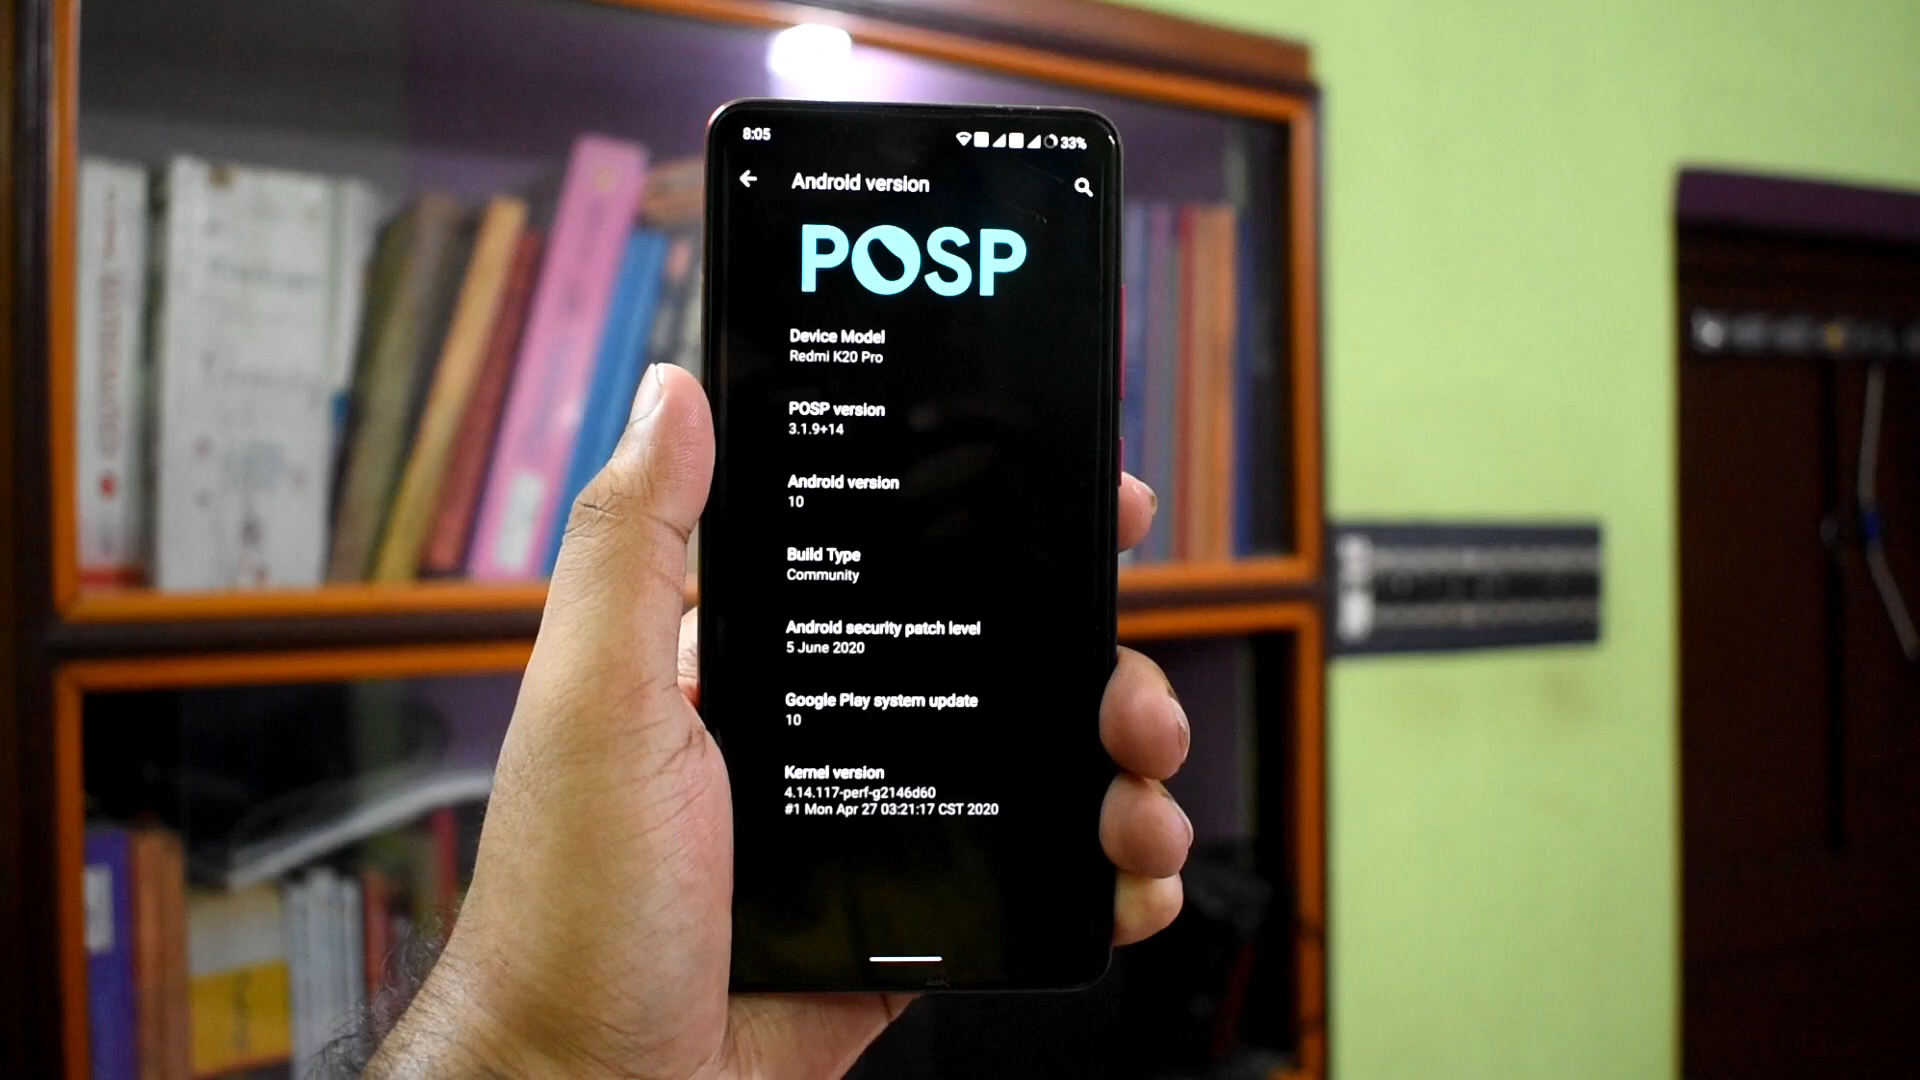 8:05
33%
Android version
POSP
Device Model
Redmi K20 Pro
POSP version
3.1.9+14
Android version
10
Build Type
Community
Android security patch level
5 June 2020
Google Play system update
10
Kernel version
4.14.117-perf-g2146d60
#1 Mon Apr 27 03:21:17 CST 2020